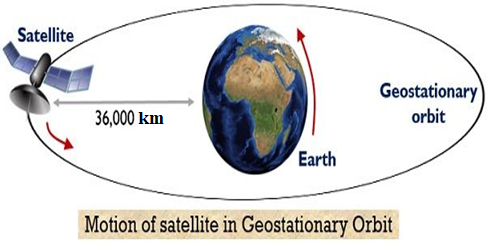 Satellite
36,000 km
Geostationary
orbit
Earth
Motion of satellite in Geostationary Orbit